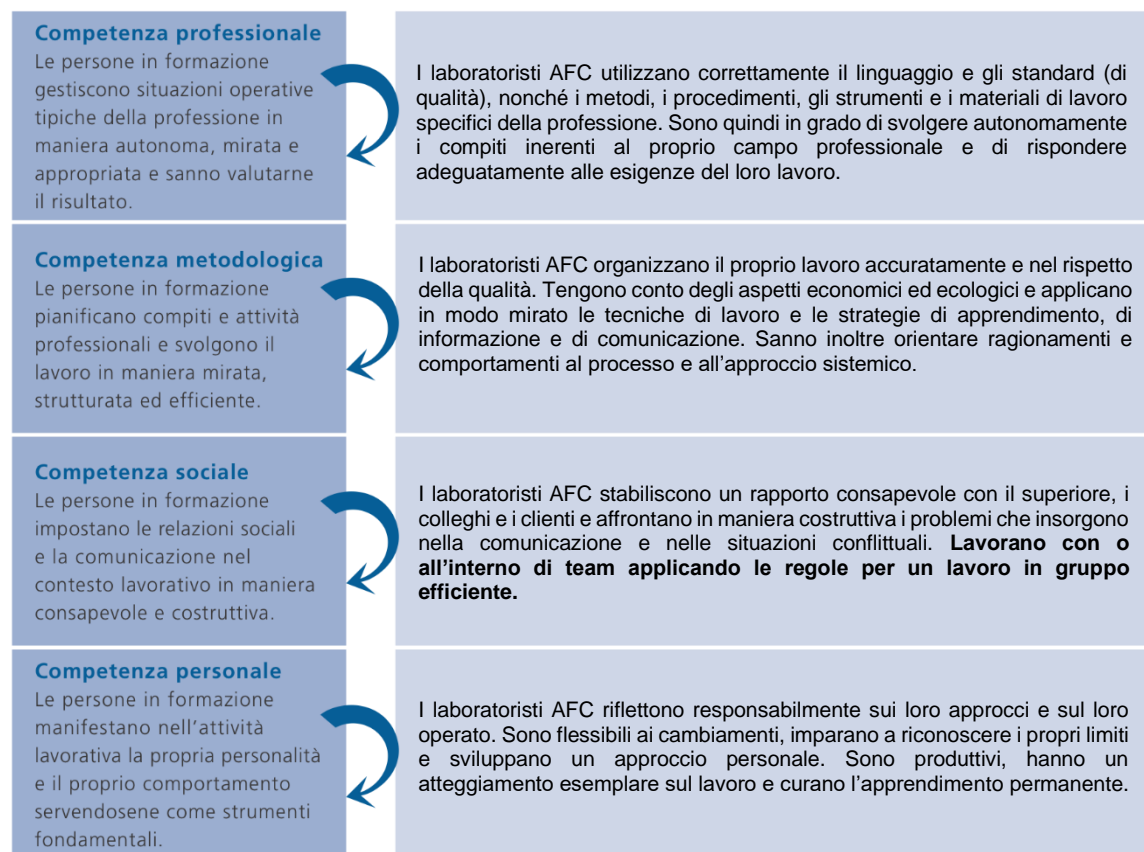 Competenza professionale
Le persone in formazione
gestiscono situazioni operative
tipiche della professione in
maniera autonoma, mirata e
appropriata e sanno valutarne
il risultato.
I laboratoristi AFC utilizzano correttamente il linguaggio e gli standard (di
qualità), nonché i metodi, i procedimenti, gli strumenti e i materiali di lavoro
specifici della professione. Sono quindi in grado di svolgere autonomamente
i compiti inerenti al proprio campo professionale e di rispondere
adeguatamente alle esigenze del loro lavoro.
Competenza metodologica
Le persone in formazione
pianificano compiti e attività
professionali e svolgono il
lavoro in maniera mirata,
strutturata ed efficiente.
I laboratoristi AFC organizzano il proprio lavoro accuratamente e nel rispetto
della qualità. Tengono conto degli aspetti economici ed ecologici e applicano
in modo mirato le tecniche di lavoro e le strategie di apprendimento, di
informazione e di comunicazione. Sanno inoltre orientare ragionamenti e
comportamenti al processo e all'approccio sistemico.
Competenza sociale
Le persone in formazione
impostano le relazioni sociali
e la comunicazione nel
contesto lavorativo in maniera
consapevole e costruttiva.
I laboratoristi AFC stabiliscono un rapporto consapevole con il superiore, i
colleghi e i clienti e affrontano in maniera costruttiva i problemi che insorgono
nella comunicazione e nelle situazioni conflittuali. Lavorano con o
all'interno di team applicando le regole per un lavoro in gruppo
efficiente.
Competenza personale
Le persone in formazione
manifestano nell'attività
lavorativa la propria personalità
e il proprio comportamento
servendosene come strumenti
fondamentali.
I laboratoristi AFC riflettono responsabilmente sui loro approcci e sul loro
operato. Sono flessibili ai cambiamenti, imparano a riconoscere i propri limiti
e sviluppano un approccio personale. Sono produttivi, hanno un
atteggiamento esemplare sul lavoro e curano l'apprendimento permanente.